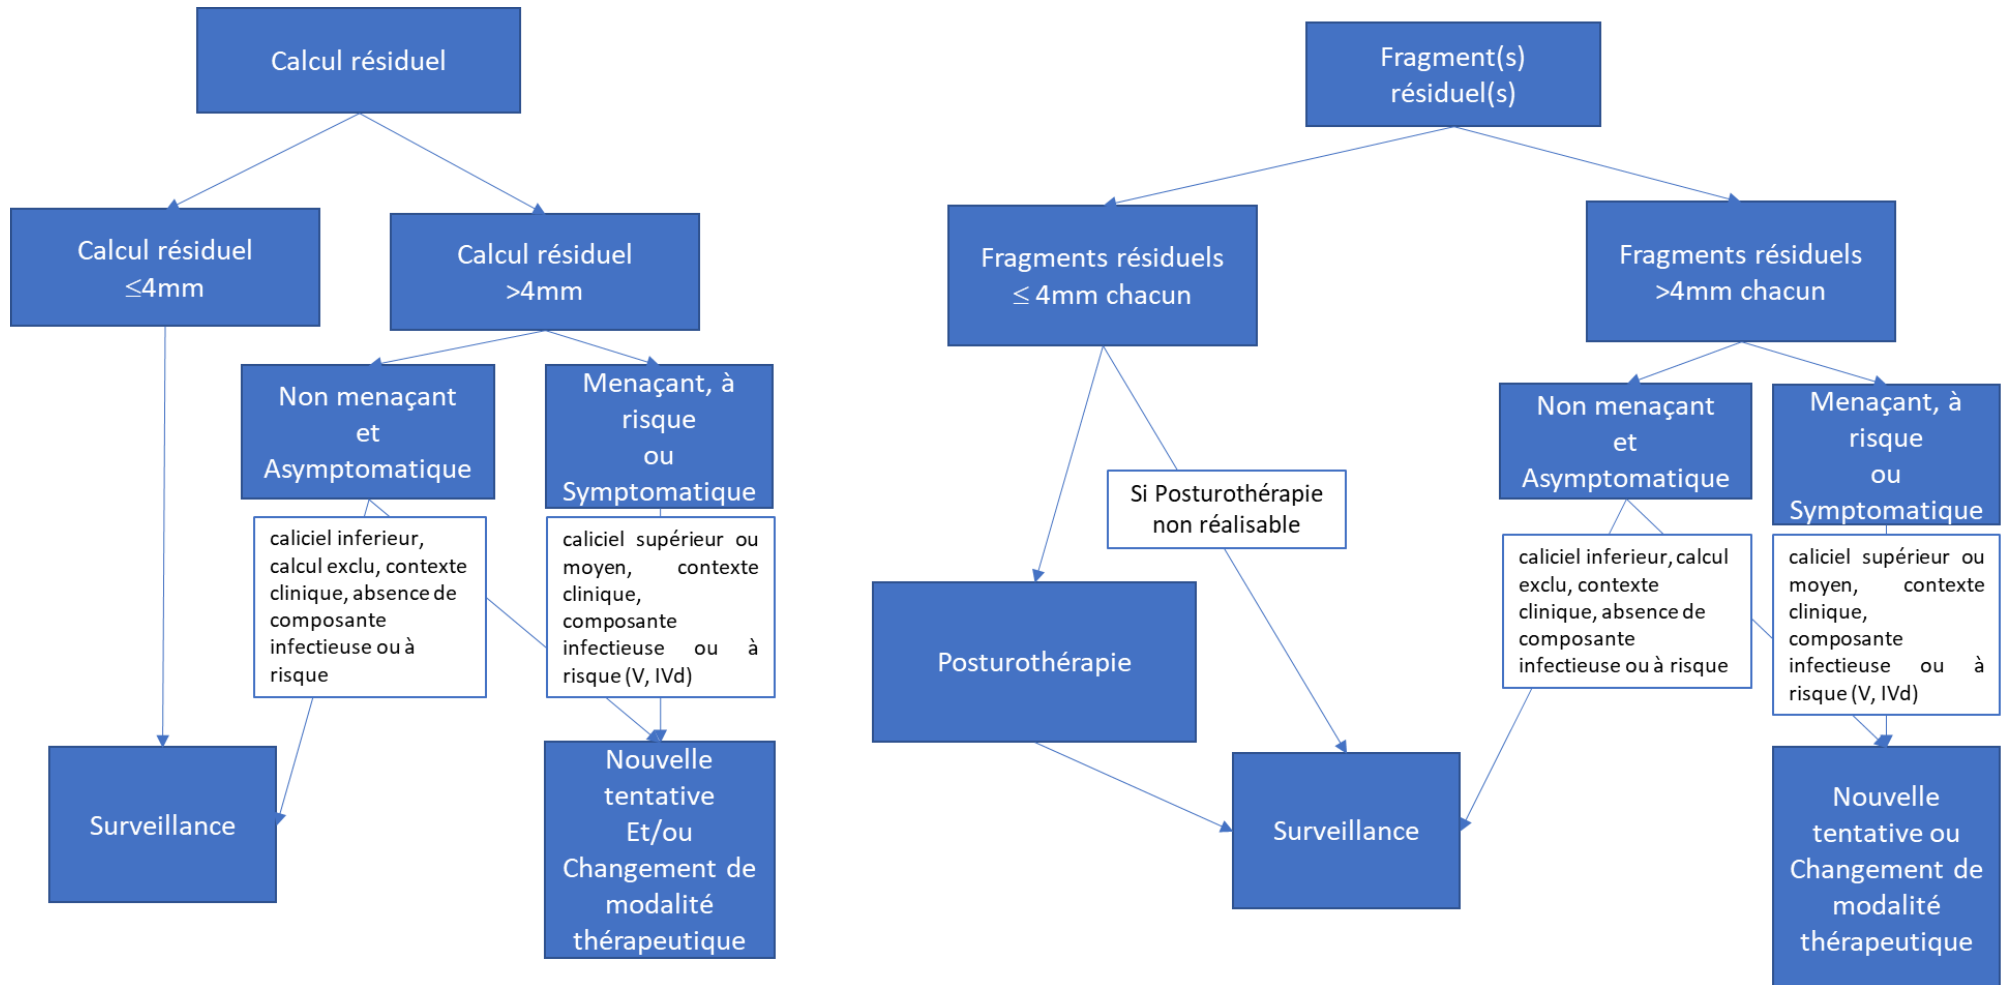 Calcul résiduel
Calcul résiduel
≤4mm
Calcul résiduel
>4mm
Non menaçant
et
Asymptomatique
Menaçant, à
risque
ou
Symptomatique
caliciel inferieur,
calcul exclu, contexte
clinique, absence de
composante
infectieuse ou à
risque
caliciel supérieur ou
moyen, contexte
clinique,
composante
infectieuse ou à
risque (V, IVd)
Surveillance
Nouvelle
tentative
Et/ou
Changement de
modalité
thérapeutique
Fragment(s)
résiduel(s)
Fragments résiduels
≤ 4mm chacun
Fragments résiduels
>4mm chacun
Si Posturothérapie
non réalisable
Non menaçant
et
Asymptomatique
Menaçant, à
risque
ou
Symptomatique
caliciel inferieur, calcul
exclu, contexte
clinique, absence de
composante
infectieuse ou à risque
caliciel supérieur ou
moyen, contexte
clinique,
composante
infectieuse ou à
risque (V, IVd)
Posturothérapie
Surveillance
Nouvelle
tentative ou
Changement de
modalité
thérapeutique